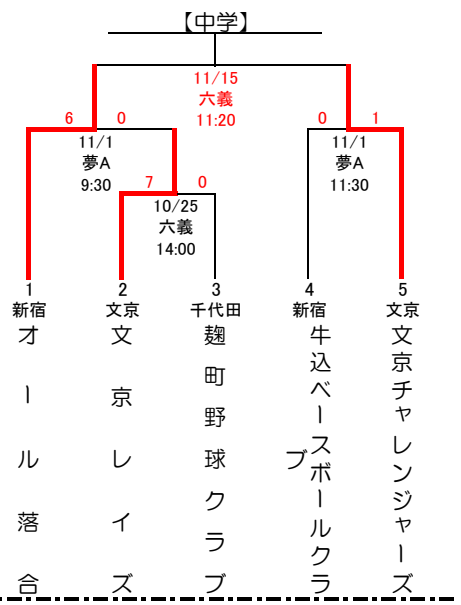 【中学】
11/15
六義
11:20
6 0
0 1
11/1
夢A
9:30
11/1
夢A
11:30
7 0
10/25
六義
14:00
1 2 3 4 5
新宿 文京 千代田 新宿 文京
オール落合
文京レイズ
麹町野球クラブ
牛込ベースボールクラブ
文京チャレンジャーズ